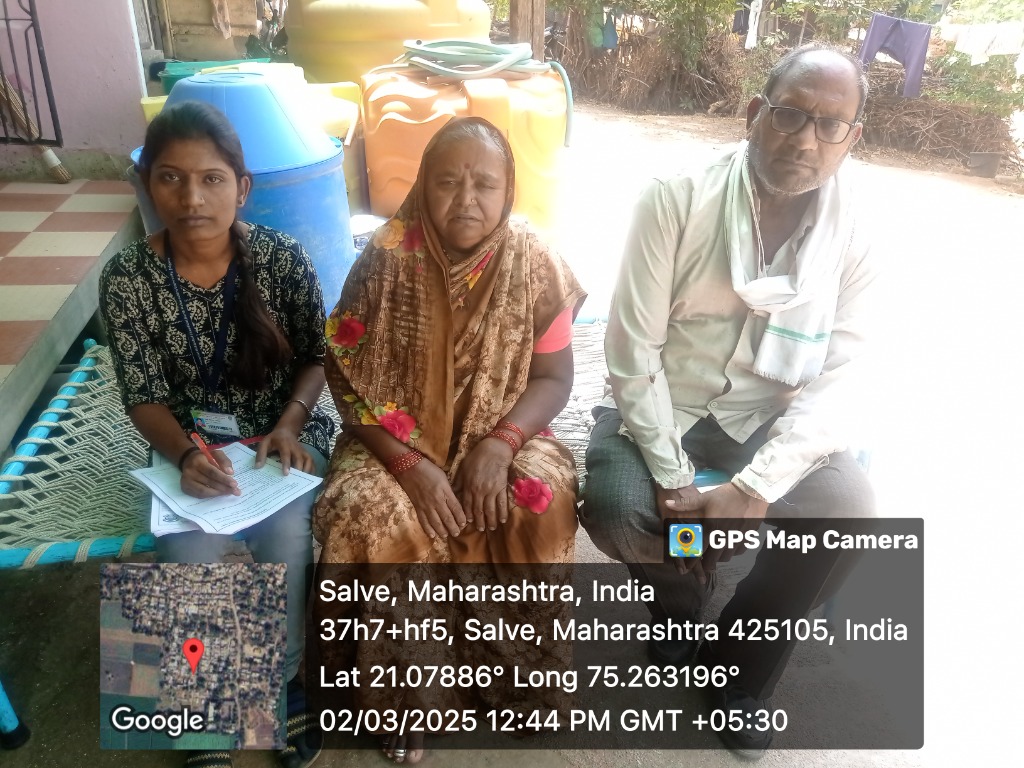 GPS Map Camera
Salve, Maharashtra, India
37h7+hf5, Salve, Maharashtra 425105, India
Lat 21.07886° Long 75.263196°
02/03/2025 12:44 PM GMT +05:30
Google